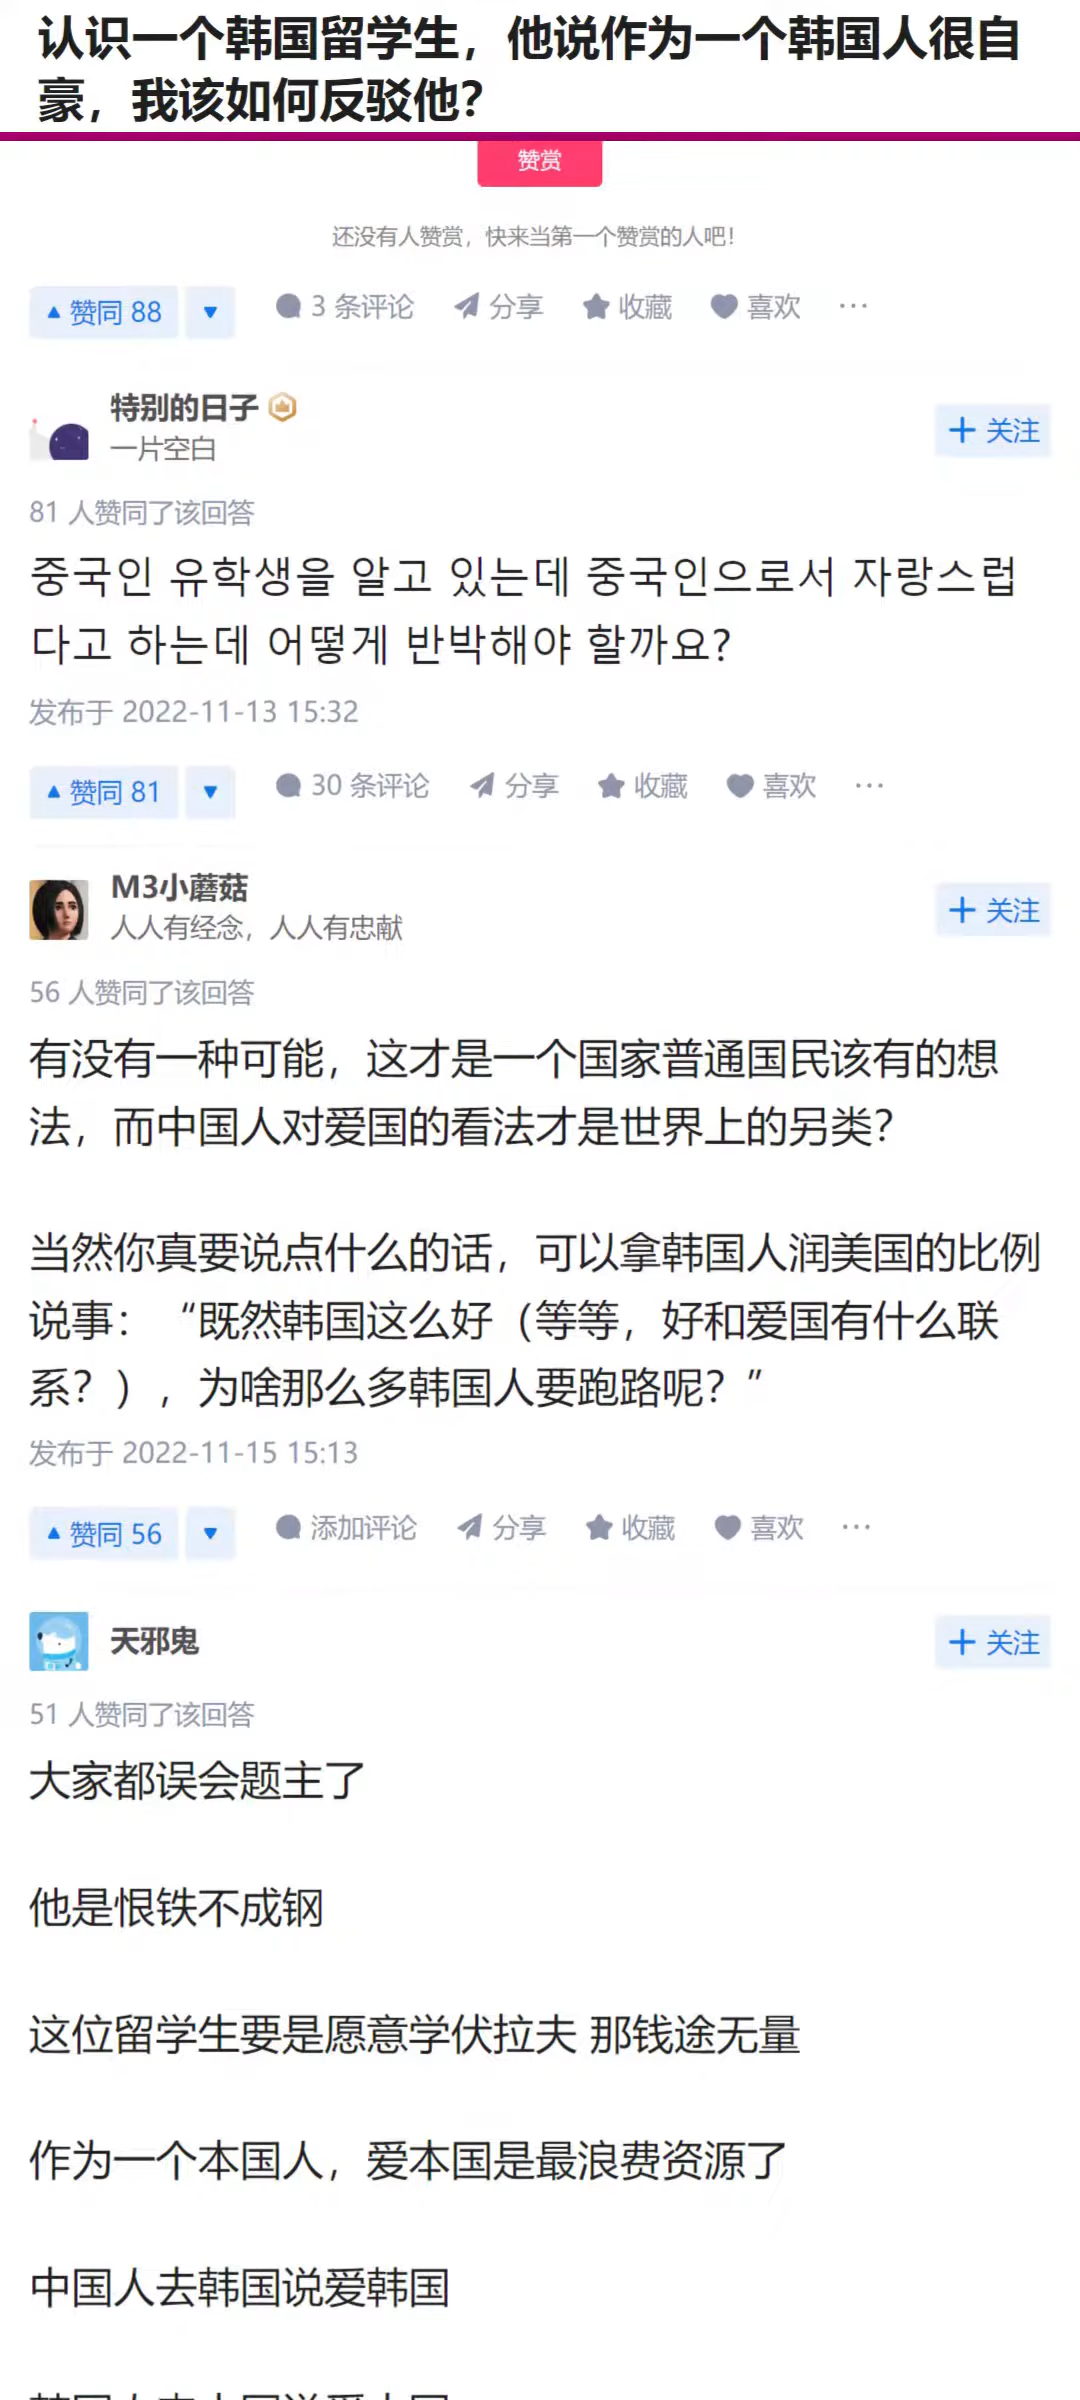 认识一个韩国留学生，他说作为一个韩国人很自
豪，我该如何反驳他？
赞赏
还没有人赞赏，快来当第一个赞赏的人吧！
赞同 88
3 条评论
分享
收藏
喜欢
特别的日子
一片空白
关注
81 人赞同了该回答
중국인 유학생을 알고 있는데 중국인으로서 자랑스럽
다고 하는데 어떻게 반박해야 할까요?
发布于 2022-11-13 15:32
赞同 81
30 条评论
分享
收藏
喜欢
M3小蘑菇
人人有经念，人人有忠献
关注
56 人赞同了该回答
有没有一种可能，这才是一个国家普通国民该有的想
法，而中国人对爱国的看法才是世界上的另类？
当然你真要说点什么的话，可以拿韩国人润美国的比例
说事：“既然韩国这么好（等等，好和爱国有什么联
系？），为啥那么多韩国人要跑路呢？”
发布于 2022-11-15 15:13
赞同 56
添加评论
分享
收藏
喜欢
天邪鬼
关注
51 人赞同了该回答
大家都误会题主了
他是恨铁不成钢
这位留学生要是愿意学伏拉夫 那钱途无量
作为一个本国人，爱本国是最浪费资源了
中国人去韩国说爱韩国